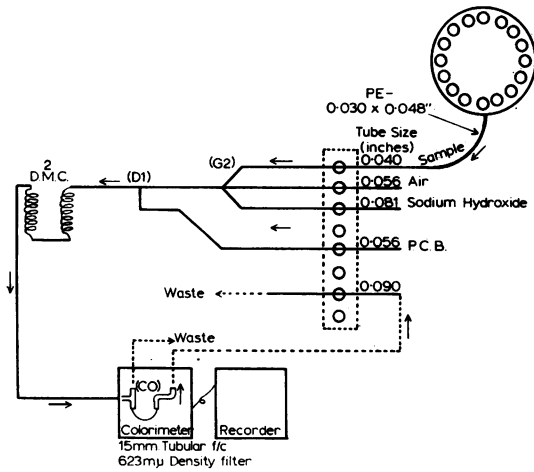 PE-
0·030 x 0·048"
Tube Size
(inches)
Sample
2
D.M.C.
(D1)
(G2)
0·040
0·056 Air
0·081 Sodium Hydroxide
0·056 P.C.B.
0·090
Waste
Waste
(CO)
Colorimeter
Recorder
15mm Tubular f/c
623mµ Density filter